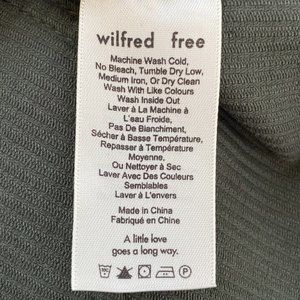 wilfred free
Machine Wash Cold,
No Bleach, Tumble Dry Low,
Medium Iron, Or Dry Clean
Wash With Like Colours
Wash Inside Out
Laver À La Machine À
L'eau Froide,
Pas De Blanchiment,
Sécher à Basse Température,
Repasser à Température
Moyenne,
Ou Nettoyer à Sec
Laver Avec Des Couleurs
Semblables
Laver à L'envers
Made in China
Fabriqué en Chine
A little love
goes a long way.
P